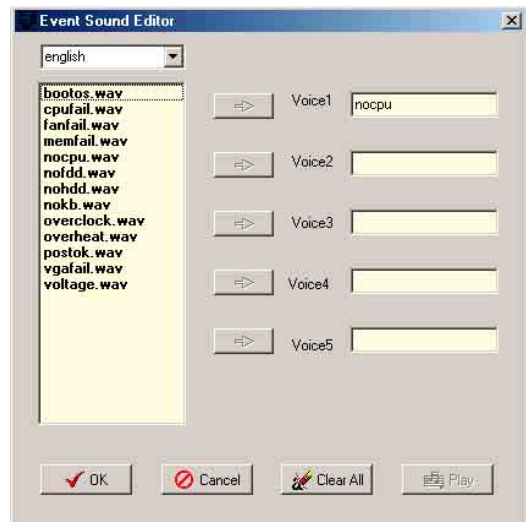 Event Sound Editor
english
bootos.wav
cpufail.wav
fanfail.wav
memfail.wav
nocpu.wav
nofdd.wav
nohdd.wav
nokb.wav
overclock.wav
overheat.wav
postok.wav
vgafail.wav
voltage.wav
Voice1 nocpu
Voice2
Voice3
Voice4
Voice5
OK Cancel Clear All Play